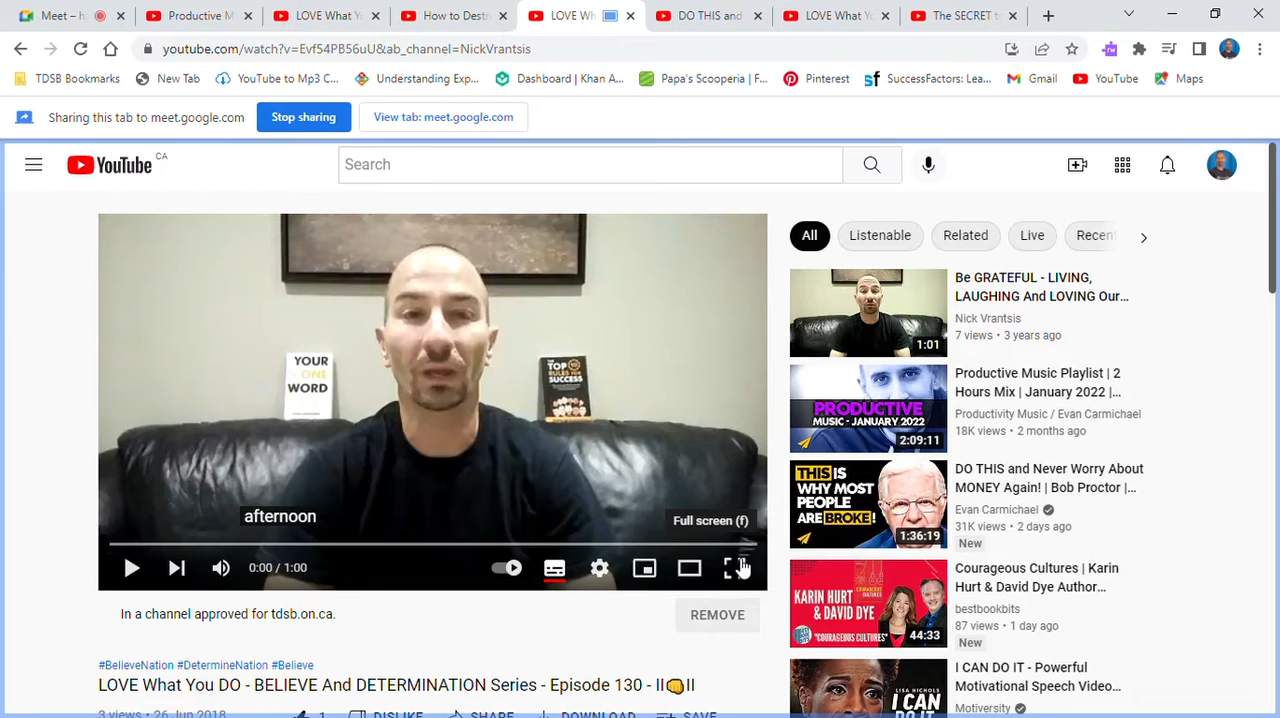 Meet – h
Productive M
LOVE What Y
How to Destr
LOVE Wh
DO THIS and
LOVE What Y
The SECRET t
youtube.com/watch?v=Evf54PB56uU&ab_channel=NickVrantsis
TDSB Bookmarks
New Tab
YouTube to Mp3 C...
Understanding Exp...
Dashboard | Khan A...
Papa's Scooperia | F...
Pinterest
SuccessFactors: Lea...
Gmail
YouTube
Maps
Sharing this tab to meet.google.com
Stop sharing
View tab: meet.google.com
YouTube CA
Search
All
Listenable
Related
Live
Recent
YOUR
ONE
WORD
TOP 10
RULES FOR
SUCCESS
afternoon
Full screen (f)
0:00 / 1:00
In a channel approved for tdsb.on.ca.
REMOVE
#BelieveNation #DetermineNation #Believe
LOVE What You DO - BELIEVE And DETERMINATION Series - Episode 130 - II👊II
3 views • 26 Jun 2018
1
DISLIKE
SHARE
DOWNLOAD
SAVE
1:01
Be GRATEFUL - LIVING,
LAUGHING And LOVING Our...
Nick Vrantsis
7 views • 3 years ago
PRODUCTIVE
MUSIC - JANUARY 2022
2:09:11
Productive Music Playlist | 2
Hours Mix | January 2022 |...
Productivity Music / Evan Carmichael
18K views • 2 months ago
THIS IS
WHY MOST
PEOPLE
ARE BROKE!
1:36:19
DO THIS and Never Worry About
MONEY Again! | Bob Proctor |...
Evan Carmichael
31K views • 2 days ago
New
KARIN HURT
& DAVID DYE
"COURAGEOUS CULTURES"
44:33
Courageous Cultures | Karin
Hurt & David Dye Author...
bestbookbits
87 views • 1 day ago
New
LISA NICHOLS
I CAN
DO IT
I CAN DO IT - Powerful
Motivational Speech Video...
Motiversity